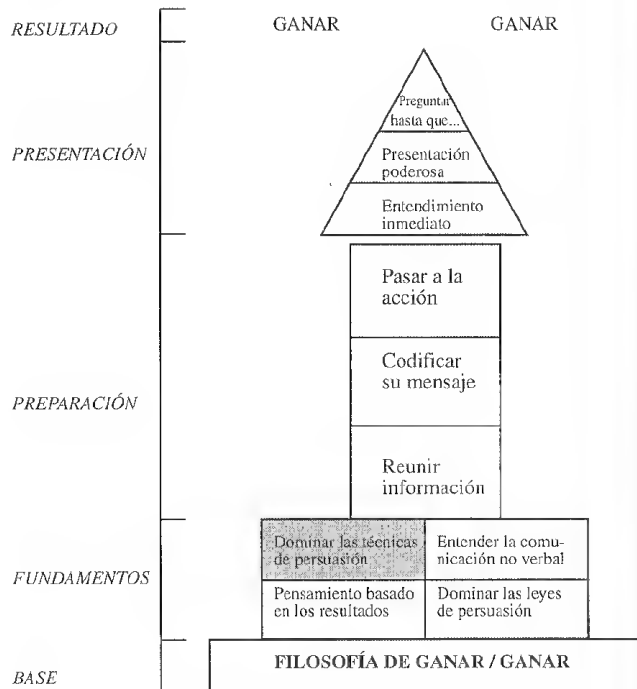 RESULTADO
GANAR GANAR
Preguntar
hasta que...
PRESENTACIÓN
Presentación
poderosa
Entendimiento
inmediato
Pasar a la
acción
Codificar
su mensaje
PREPARACIÓN
Reunir
información
Dominar las técnicas
de persuasión
Entender la comu-
nicación no verbal
FUNDAMENTOS
Pensamiento basado
en los resultados
Dominar las leyes
de persuasión
FILOSOFÍA DE GANAR / GANAR
BASE